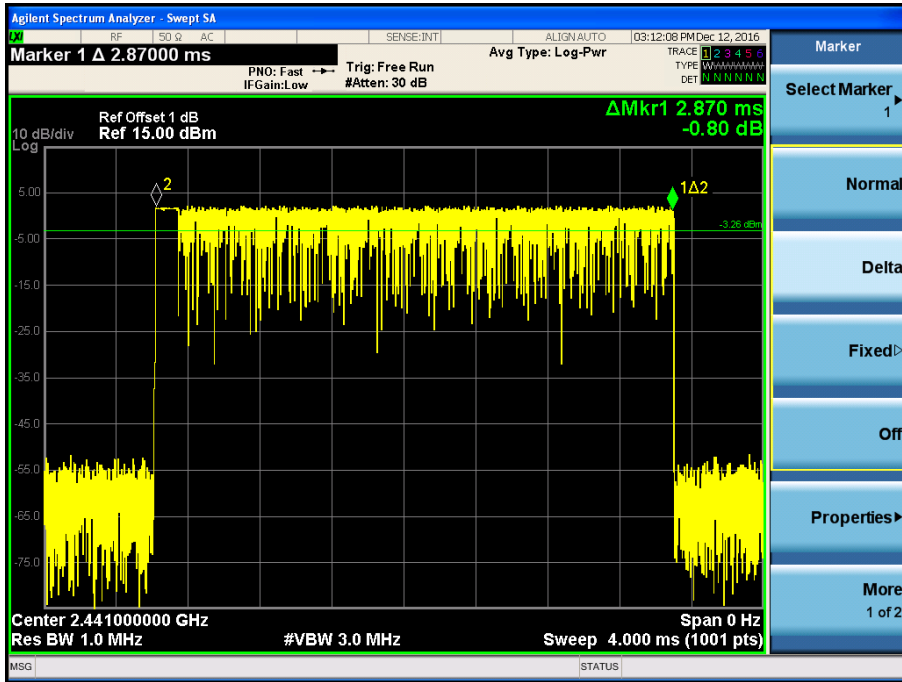 Agilent Spectrum Analyzer - Swept SA
LXI RF 50 Ω AC SENSE:INT ALIGN AUTO 03:12:08 PM Dec 12, 2016
Marker 1 Δ 2.87000 ms
PNO: Fast
IFGain:Low
Trig: Free Run
#Atten: 30 dB
Avg Type: Log-Pwr
TRACE 1 2 3 4 5 6
TYPE WWWWWW
DET N N N N N N
ΔMkr1 2.870 ms
-0.80 dB
Ref Offset 1 dB
10 dB/div Ref 15.00 dBm
Log
2
1Δ2
5.00
-3.26 dBm
-5.00
-15.0
-25.0
-35.0
-45.0
-55.0
-65.0
-75.0
Center 2.441000000 GHz Span 0 Hz
Res BW 1.0 MHz #VBW 3.0 MHz Sweep 4.000 ms (1001 pts)
MSG STATUS
Marker
Select Marker
1
Normal
Delta
Fixed
Off
Properties
More
1 of 2